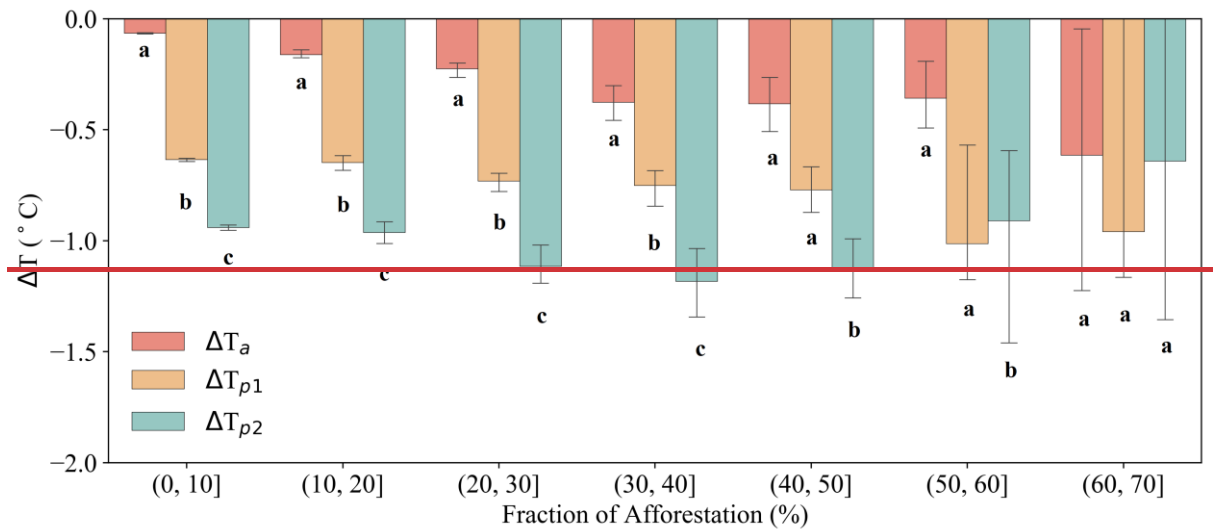 0.0
−0.5
−1.0
−1.5
−2.0
ΔT (°C)
a a a a a a a
b b b b a a a
c c c c b b a
ΔTa
ΔTp1
ΔTp2
(0, 10] (10, 20] (20, 30] (30, 40] (40, 50] (50, 60] (60, 70]
Fraction of Afforestation (%)